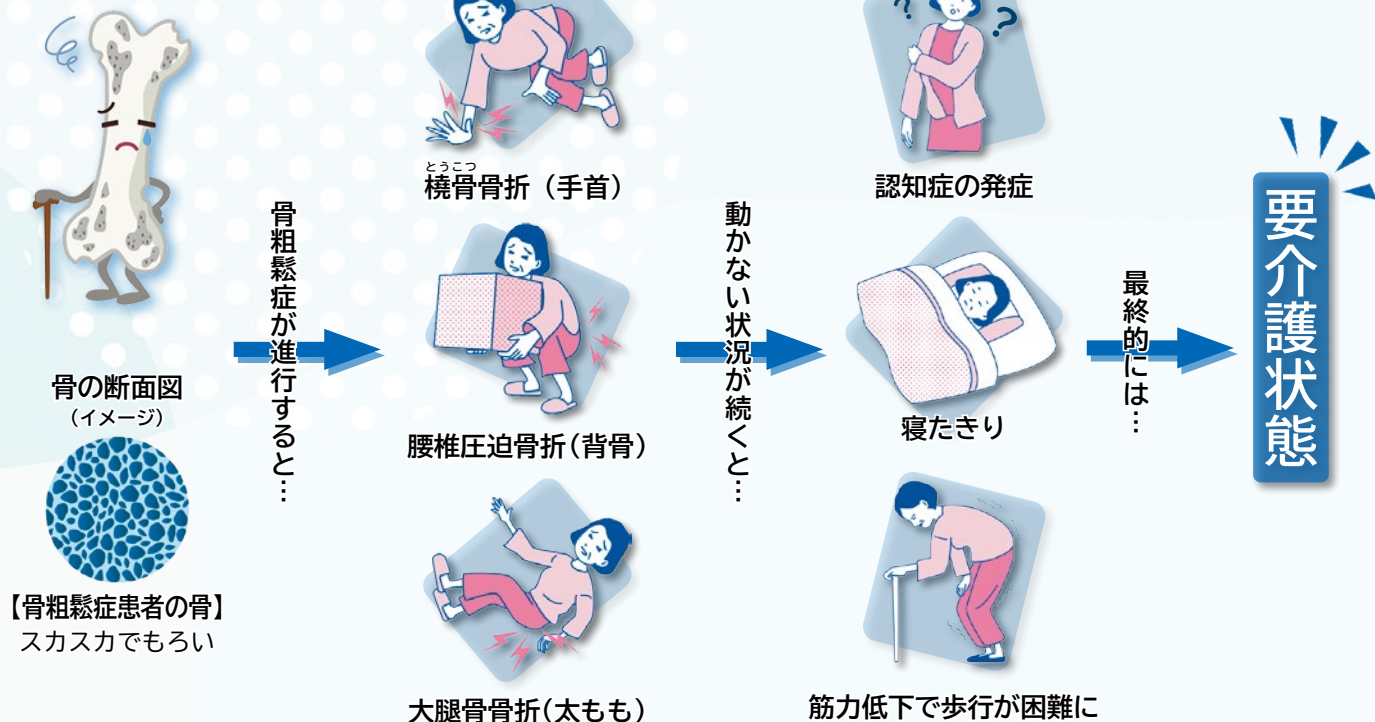 骨の断面図
（イメージ）
【骨粗鬆症患者の骨】
スカスカでもろい
骨粗鬆症が進行すると…
とうこつ
橈骨骨折（手首）
腰椎圧迫骨折（背骨）
大腿骨骨折（太もも）
動かない状況が続くと…
？
？
認知症の発症
寝たきり
筋力低下で歩行が困難に
最終的には…
要介護状態